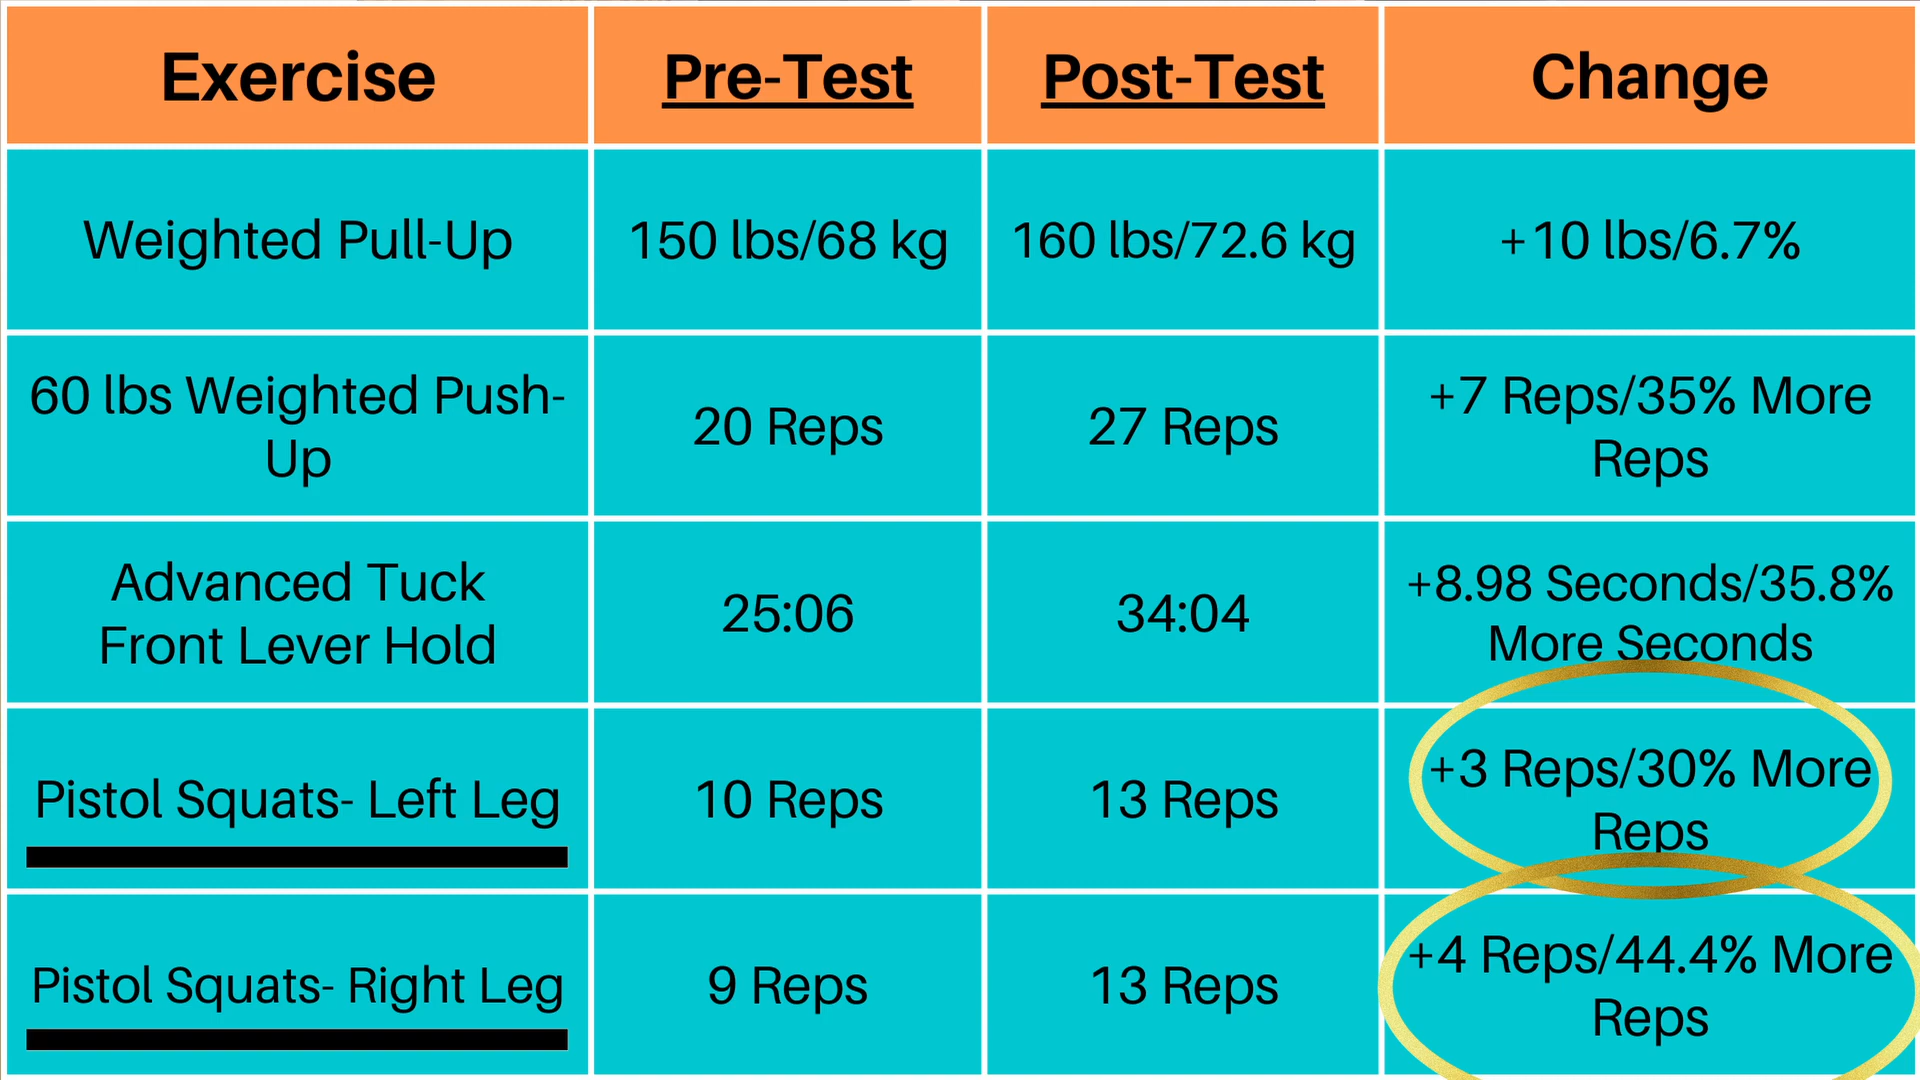 Exercise Pre-Test Post-Test Change
Weighted Pull-Up 150 lbs/68 kg 160 lbs/72.6 kg +10 lbs/6.7%
60 lbs Weighted Push-
Up
20 Reps 27 Reps
+7 Reps/35% More
Reps
Advanced Tuck
Front Lever Hold
25:06 34:04
+8.98 Seconds/35.8%
More Seconds
Pistol Squats- Left Leg 10 Reps 13 Reps
+3 Reps/30% More
Reps
Pistol Squats- Right Leg 9 Reps 13 Reps
+4 Reps/44.4% More
Reps